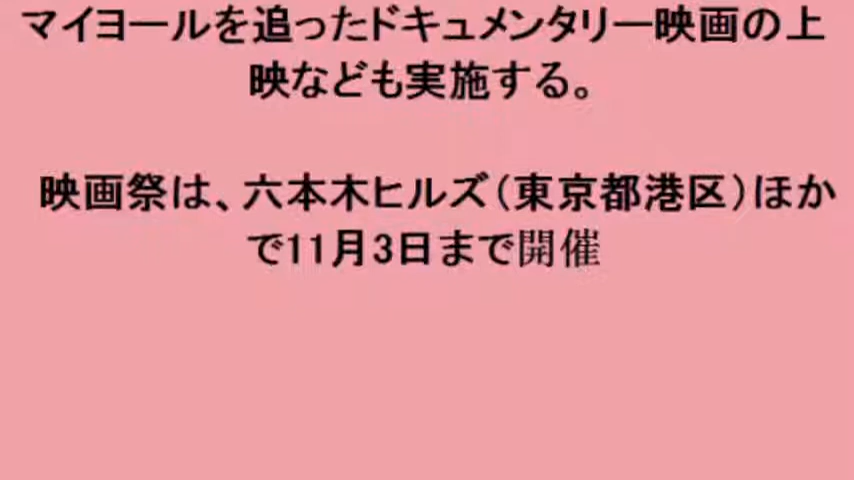 マイヨールを追ったドキュメンタリー映画の上
映なども実施する。
映画祭は、六本木ヒルズ（東京都港区）ほか
で11月3日まで開催